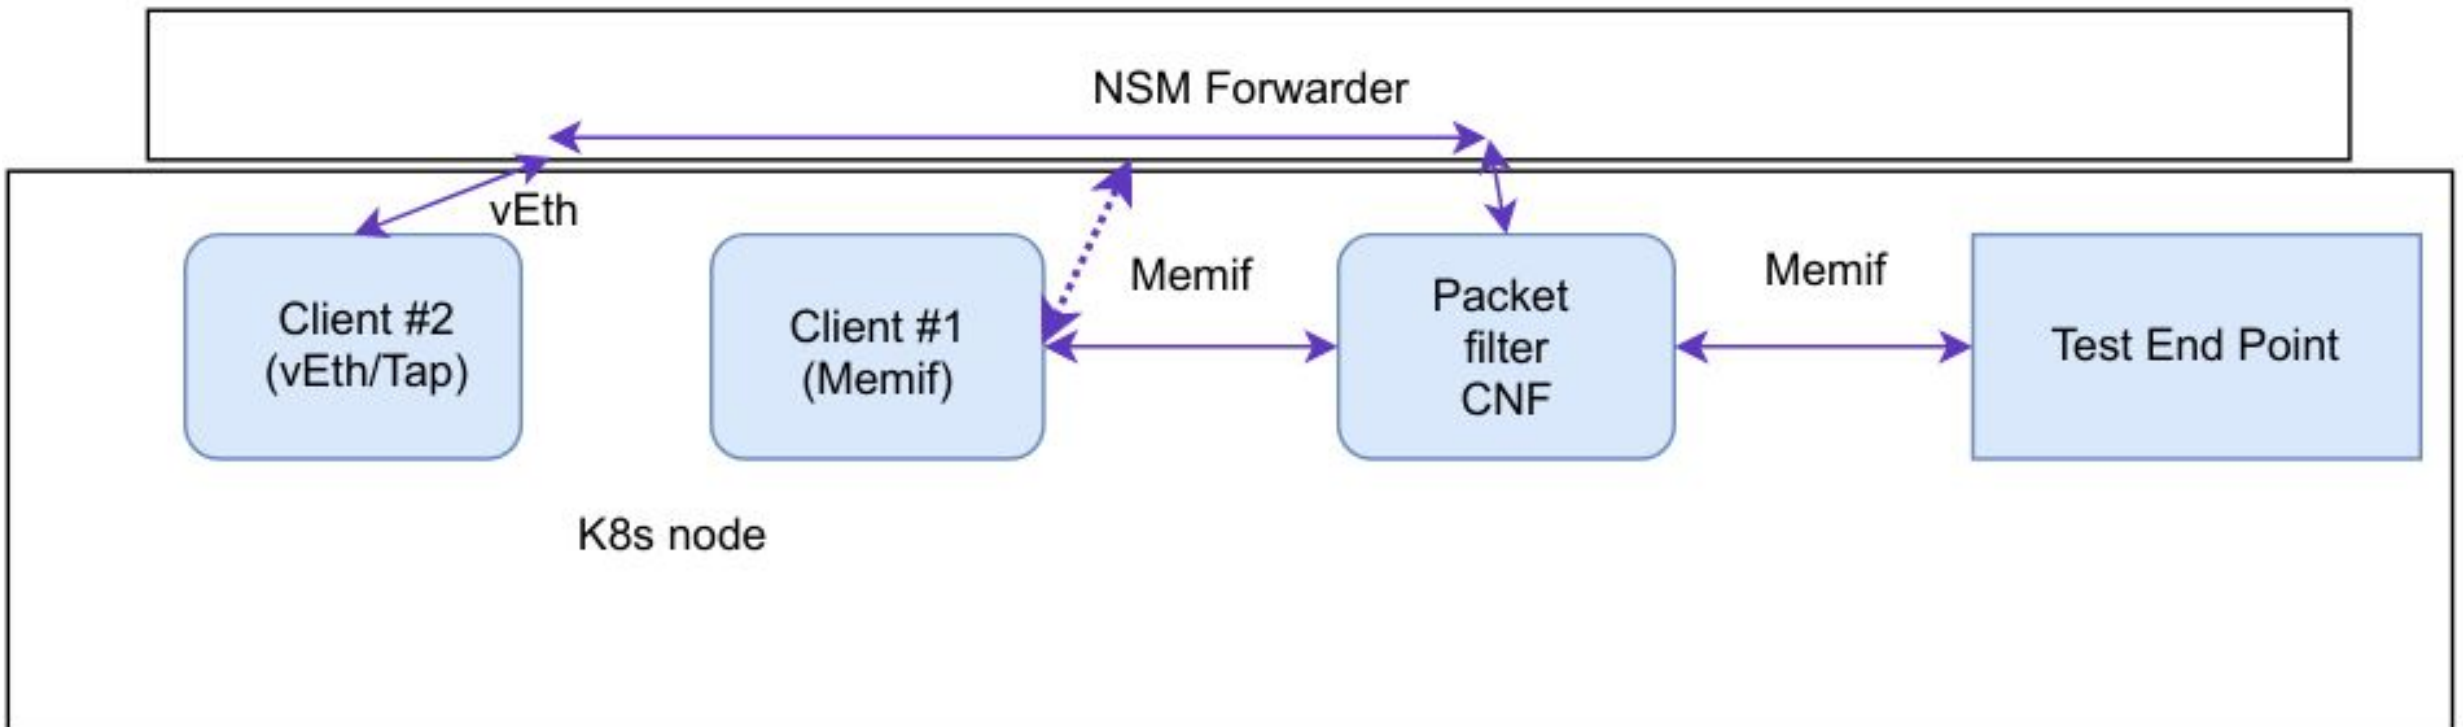 NSM Forwarder
vEth
Client #2
(vEth/Tap)
Client #1
(Memif)
Memif
Packet
filter
CNF
Memif
Test End Point
K8s node